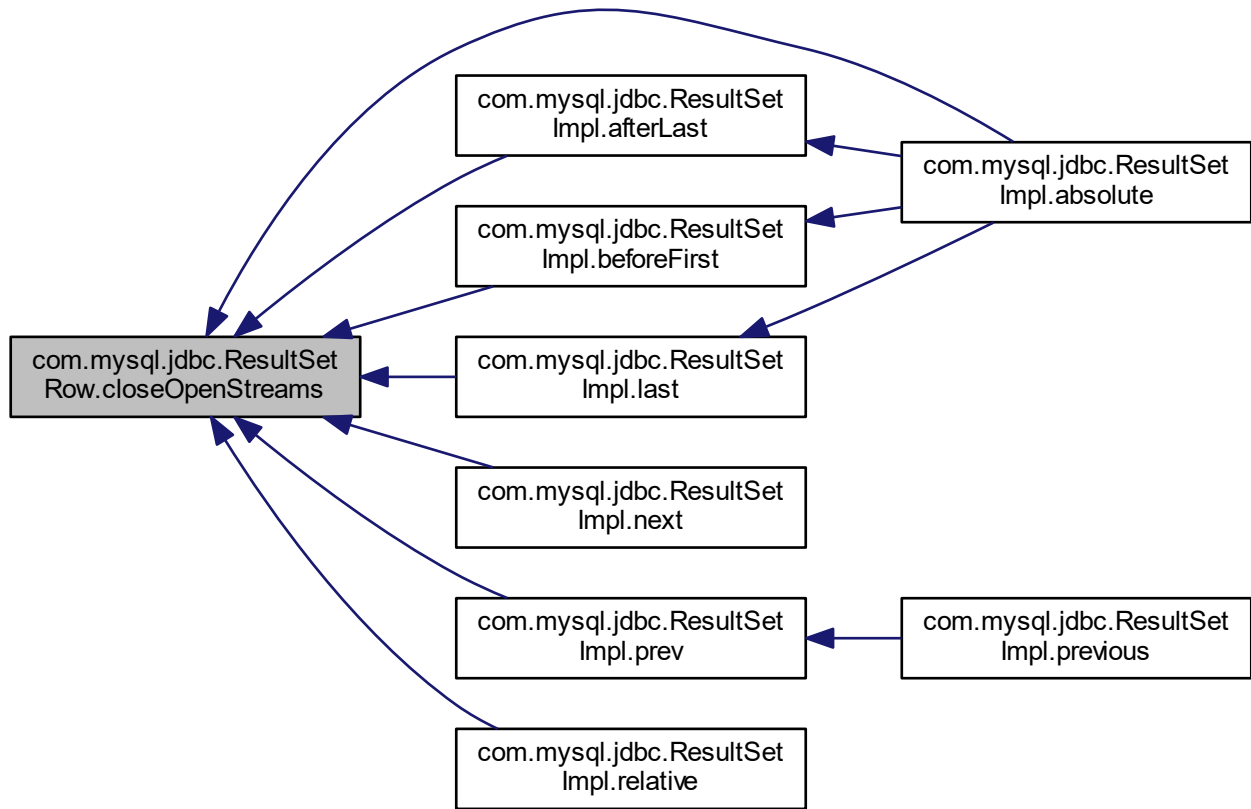 com.mysql.jdbc.ResultSet
Row.closeOpenStreams
com.mysql.jdbc.ResultSet
Impl.afterLast
com.mysql.jdbc.ResultSet
Impl.beforeFirst
com.mysql.jdbc.ResultSet
Impl.last
com.mysql.jdbc.ResultSet
Impl.next
com.mysql.jdbc.ResultSet
Impl.prev
com.mysql.jdbc.ResultSet
Impl.relative
com.mysql.jdbc.ResultSet
Impl.absolute
com.mysql.jdbc.ResultSet
Impl.previous